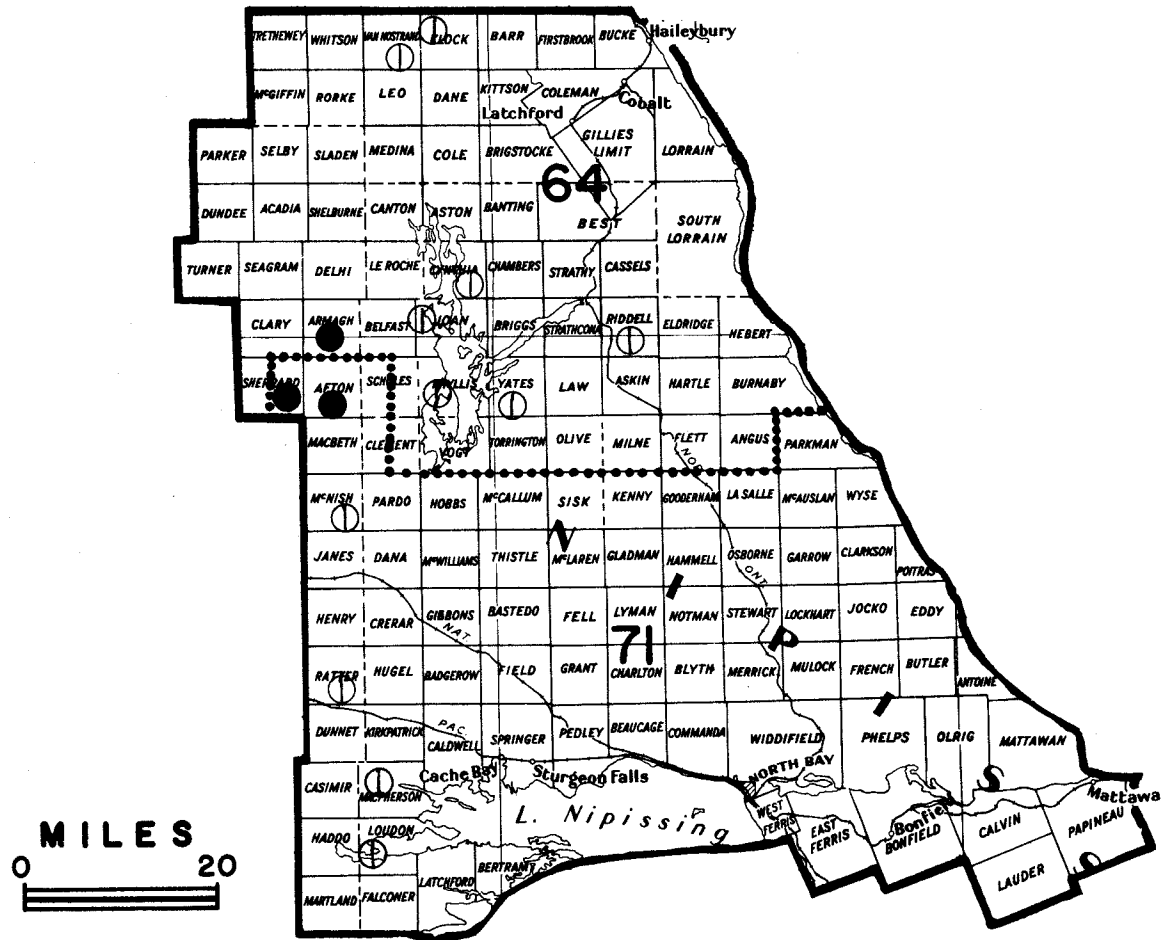 TRETHEWEY WHITSON VAN NOSTRAND KLOCK BARR FIRSTBROOK BUCKE Haileybury
McGIFFIN RORKE LEO DANE KITTSON COLEMAN Cobalt
Latchford
GILLIES LIMIT
PARKER SELBY SLADEN MEDINA COLE BRIGSTOCKE LORRAIN
64
DUNDEE ACADIA SHELBURNE CANTON ASTON BANTING BEST SOUTH LORRAIN
TURNER SEAGRAM DELHI LE ROCHE CYNTHIA CHAMBERS STRATHY CASSELS
CLARY ARMAGH BELFAST JOAN BRIGGS STRATHCONA RIDDELL ELDRIDGE HEBERT
SHEPPARD AFTON SCHOLES PHYLLIS YATES LAW ASKIN HARTLE BURNABY
MACBETH CLEMENT VOGT TORRINGTON OLIVE MILNE FLETT ANGUS PARKMAN
NOR
McNISH PARDO HOBBS McCALLUM SISK KENNY GOODERHAM LA SALLE McAUSLAN WYSE
N
JANES DANA McWILLIAMS THISTLE McLAREN GLADMAN HAMMELL OSBORNE GARROW CLARKSON POITRAS
I
ONT.
HENRY CRERAR GIBBONS BASTEDO FELL LYMAN NOTMAN STEWART LOCKHART JOCKO EDDY
NAT.
71
P
RATTER HUGEL BADGEROW FIELD GRANT CHARLTON BLYTH MERRICK MULOCK FRENCH BUTLER ANTOINE
I
DUNNET KIRKPATRICK PAC. CALDWELL SPRINGER PEDLEY BEAUCAGE COMMANDA WIDDIFIELD PHELPS OLRIG MATTAWAN
Cache Bay Sturgeon Falls NORTH BAY
S
Mattawa
CASIMIR MACPHERSON
L. Nipissing
WEST FERRIS EAST FERRIS Bonfie BONFIELD CALVIN PAPINEAU
MILES
0 20
HADDO LOUDON
S
LAUDER
MARTLAND FALCONER LATCHFORD BERTRAM